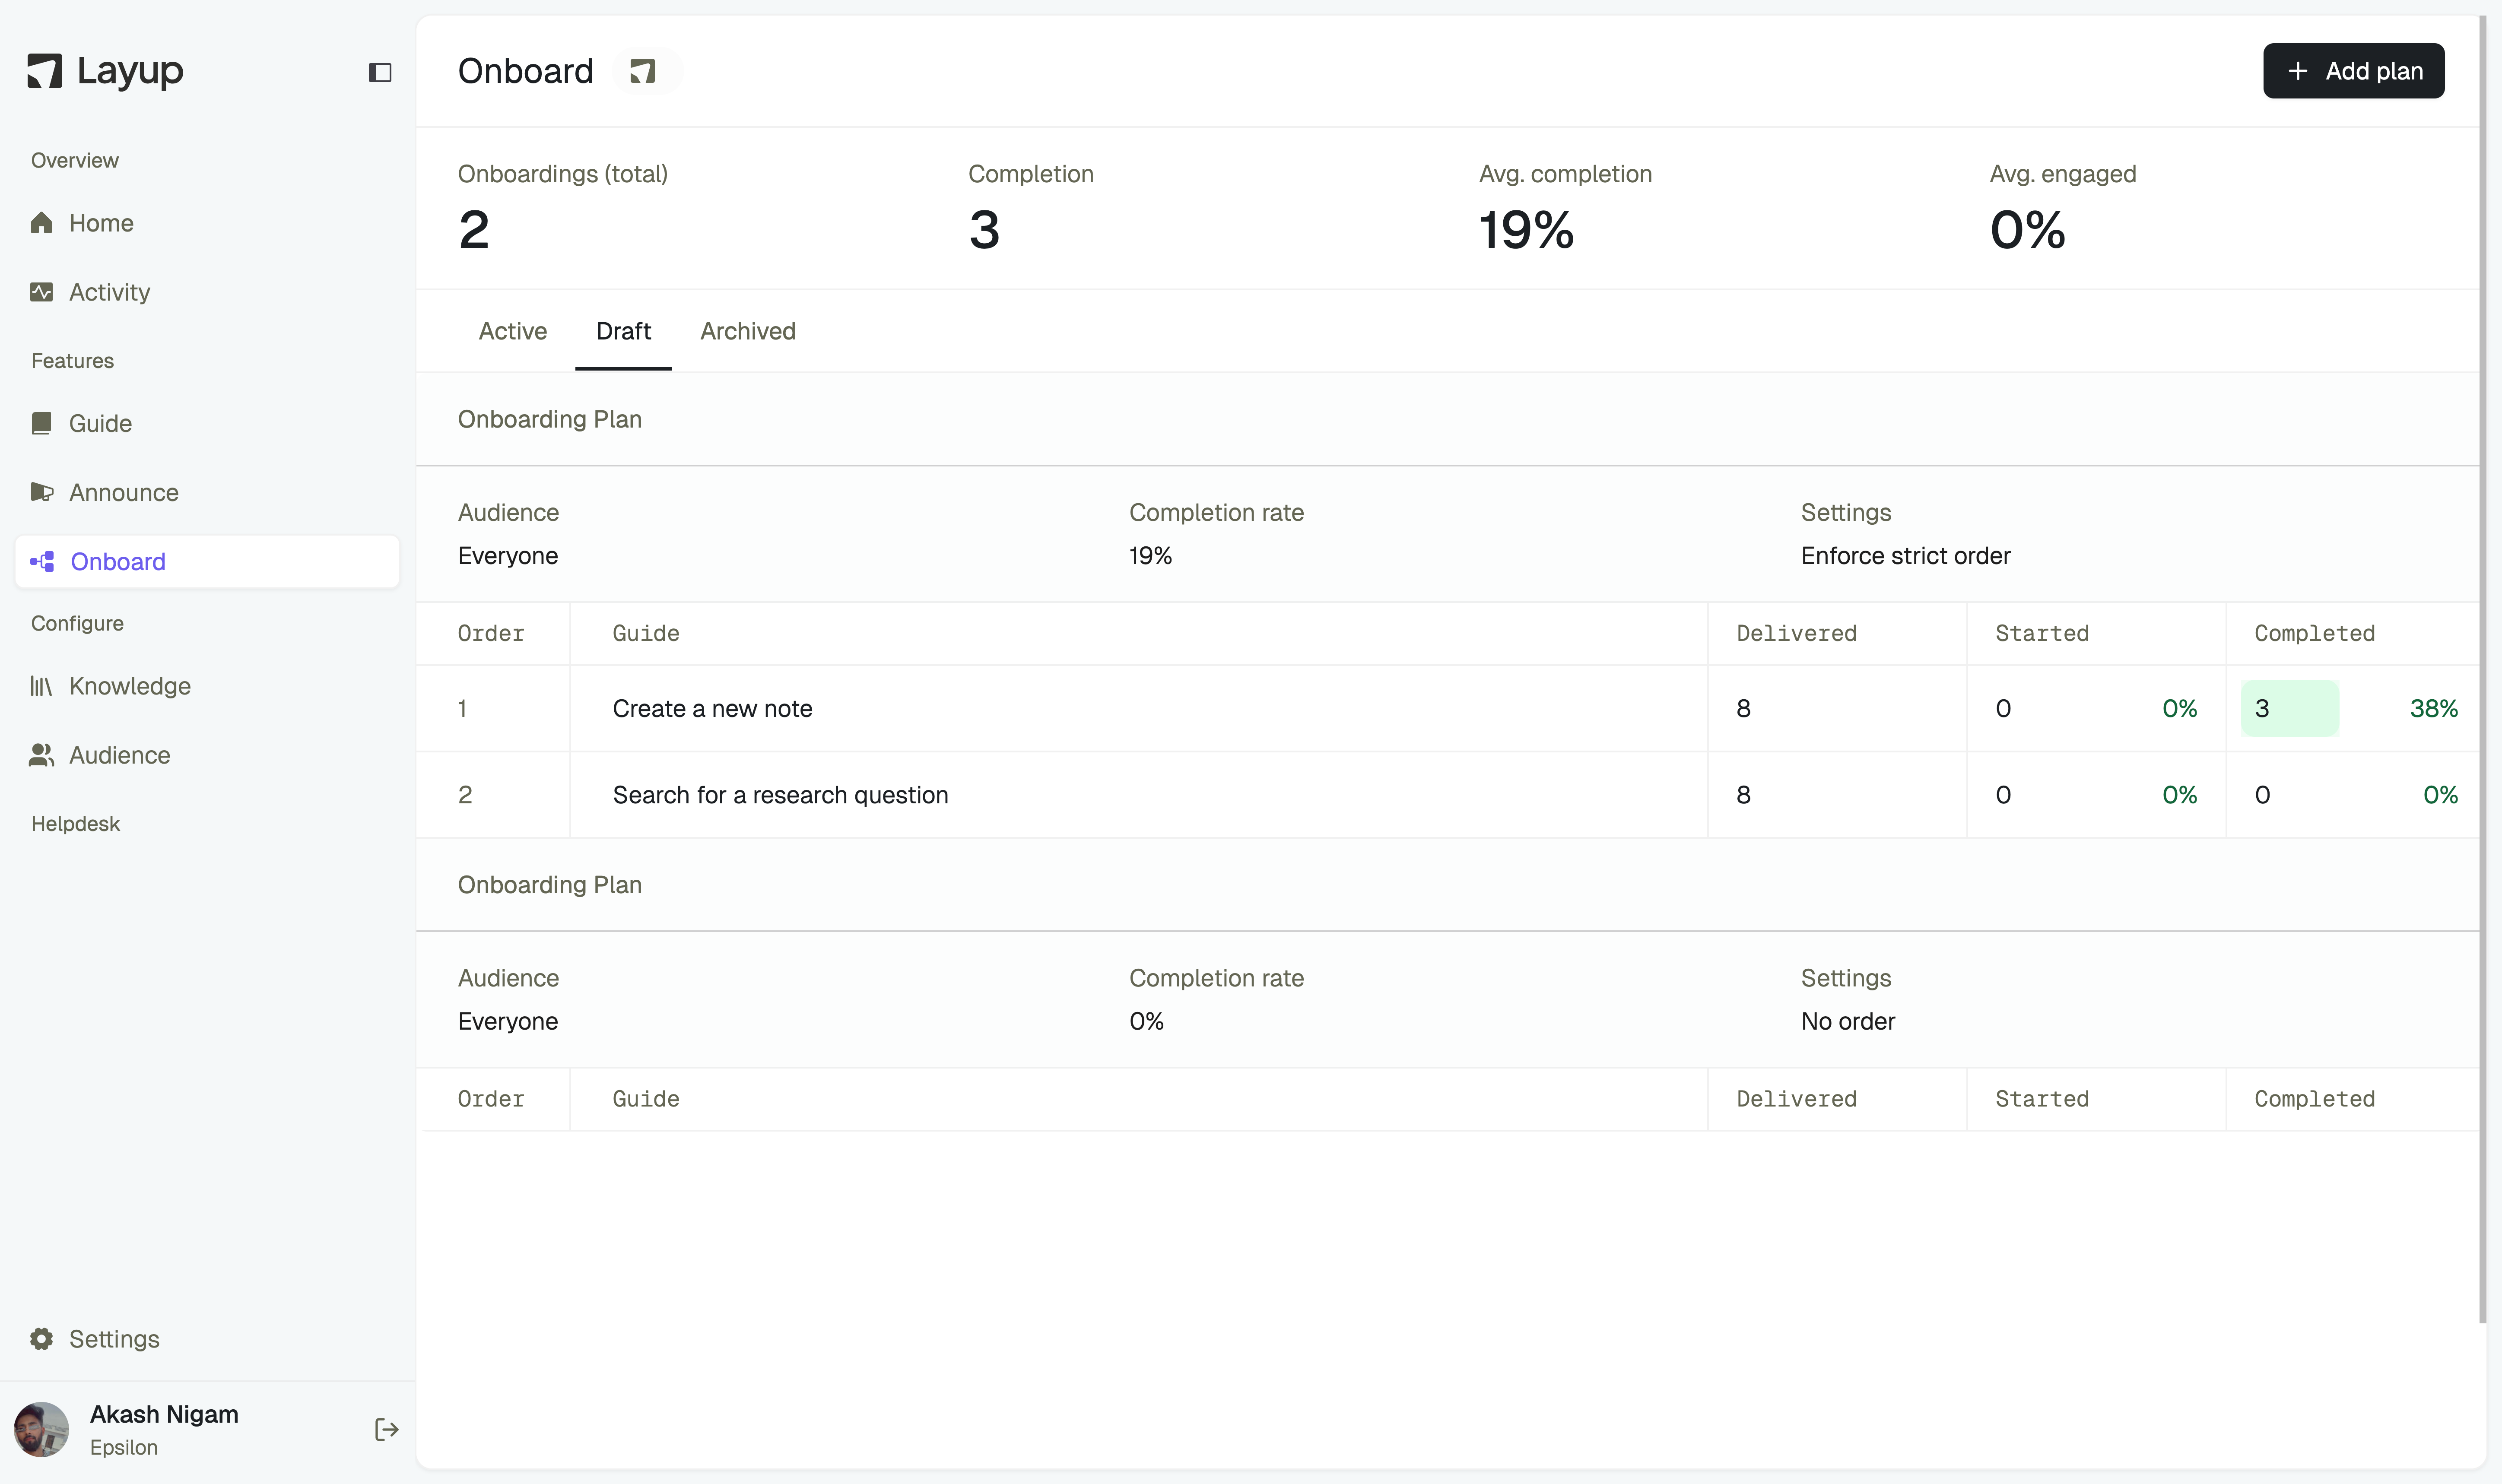 Layup
Overview
Home
Activity
Features
Guide
Announce
Onboard
Configure
Knowledge
Audience
Helpdesk
Settings
Akash Nigam
Epsilon
Onboard
Add plan
Onboardings (total) Completion Avg. completion Avg. engaged
2 3 19% 0%
Active Draft Archived
Onboarding Plan
Audience Completion rate Settings
Everyone 19% Enforce strict order
Order Guide Delivered Started Completed
1 Create a new note 8 0 0% 3 38%
2 Search for a research question 8 0 0% 0 0%
Onboarding Plan
Audience Completion rate Settings
Everyone 0% No order
Order Guide Delivered Started Completed